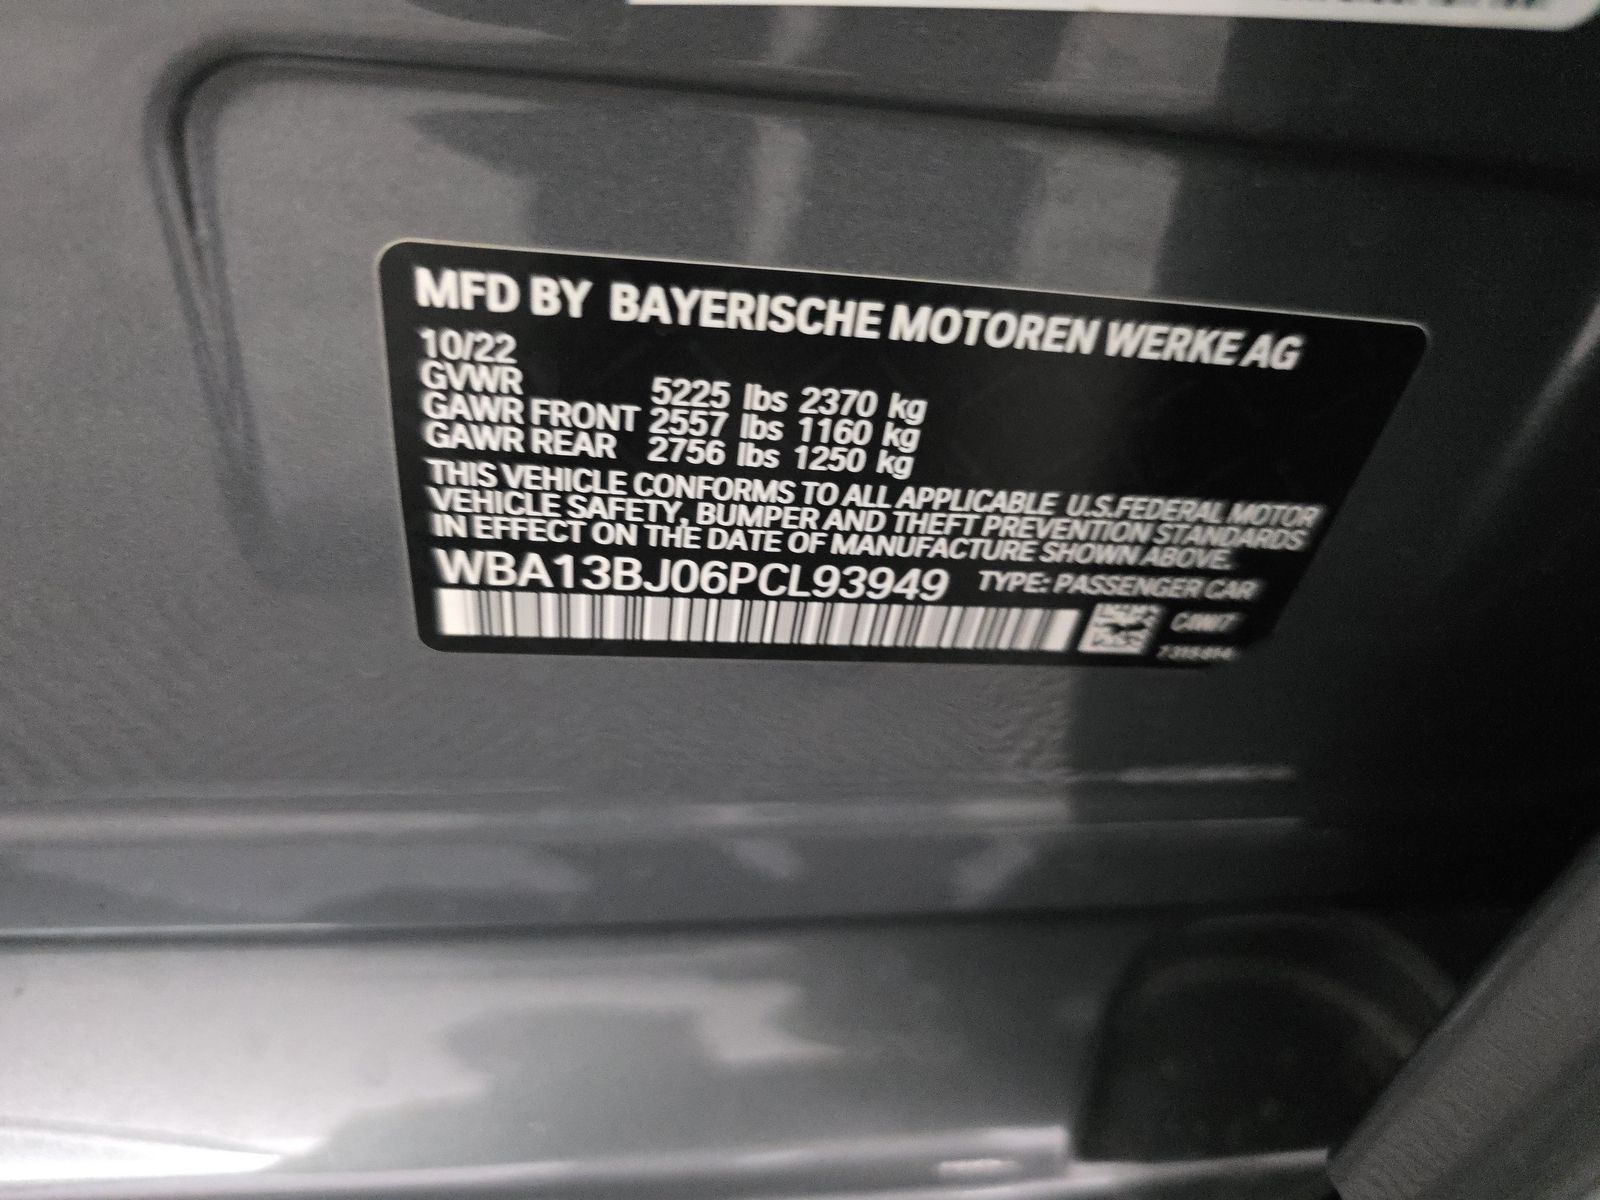 MFD BY BAYERISCHE MOTOREN WERKE AG
10/22
GVWR 5225 lbs 2370 kg
GAWR FRONT 2557 lbs 1160 kg
GAWR REAR 2756 lbs 1250 kg
THIS VEHICLE CONFORMS TO ALL APPLICABLE U.S.FEDERAL MOTOR
VEHICLE SAFETY, BUMPER AND THEFT PREVENTION STANDARDS
IN EFFECT ON THE DATE OF MANUFACTURE SHOWN ABOVE.
WBA13BJ06PCL93949 TYPE: PASSENGER CAR